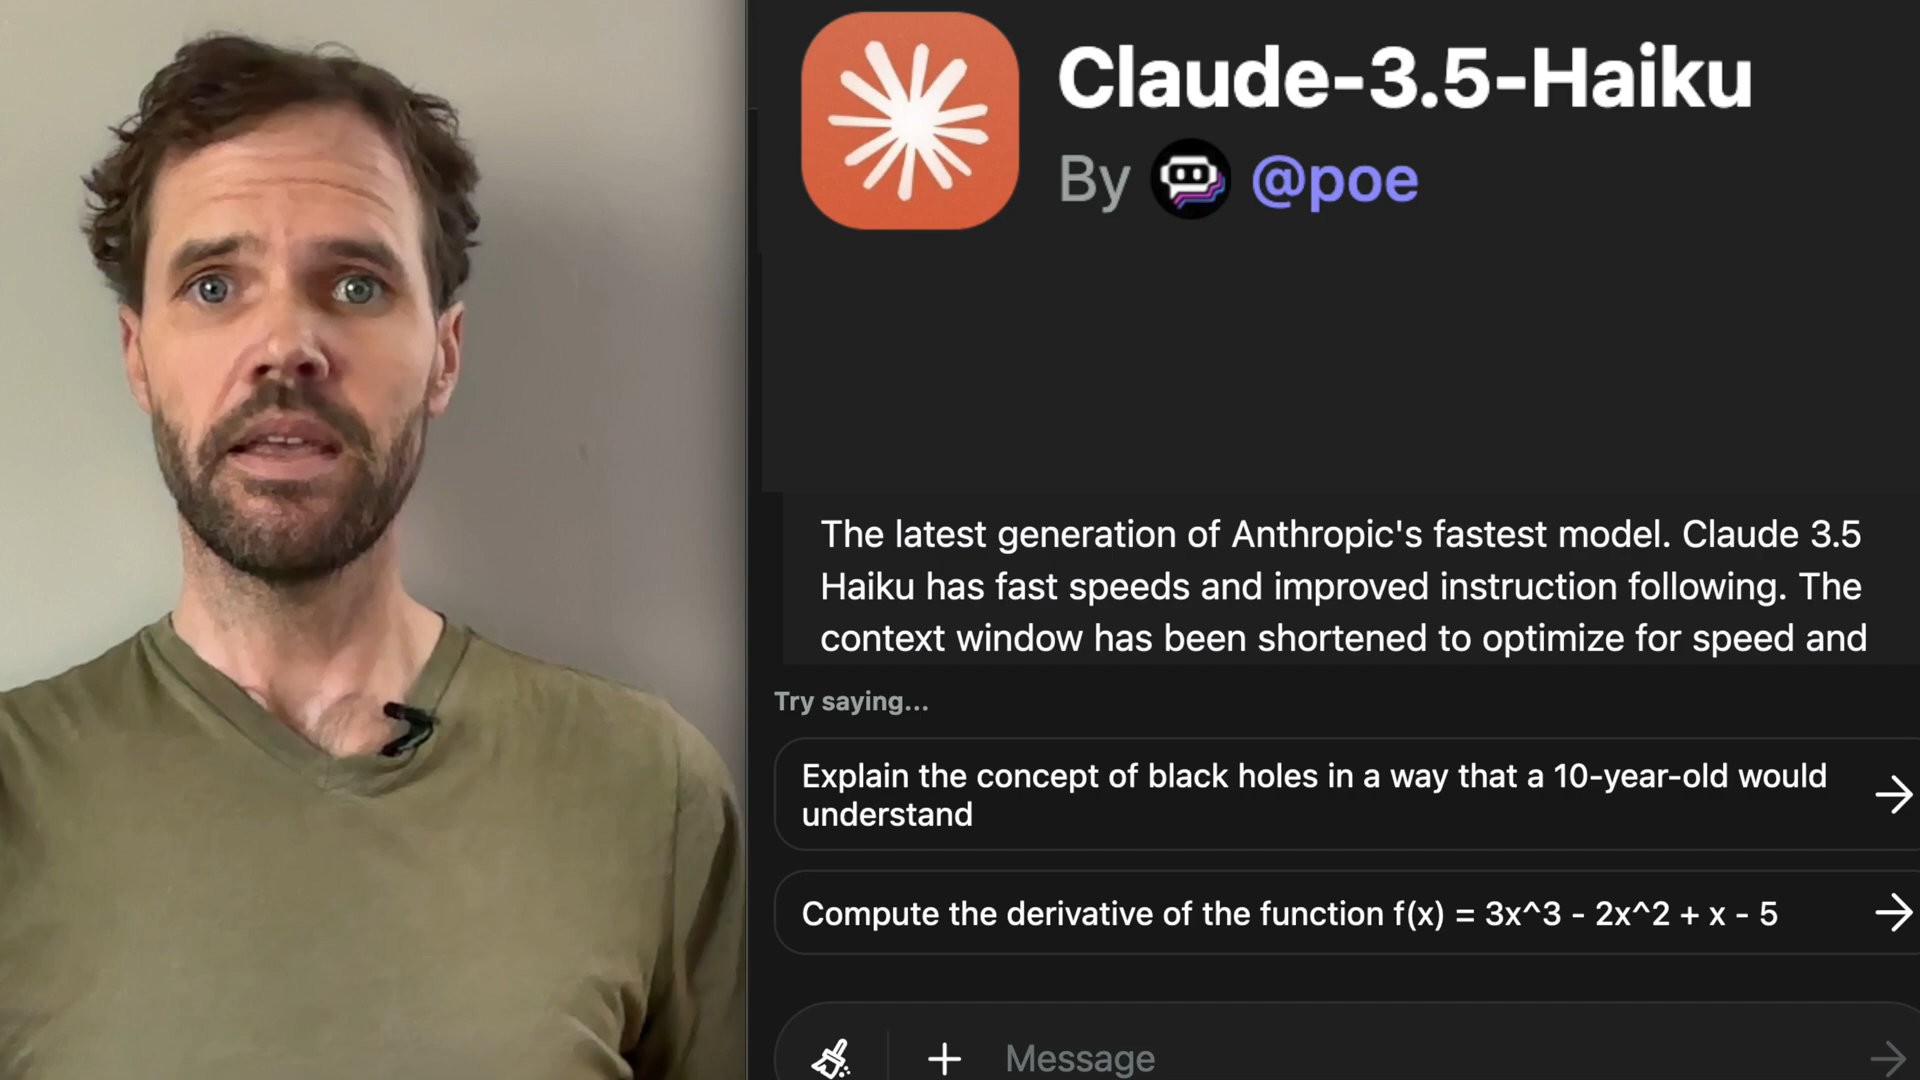 Claude-3.5-Haiku
By @poe
The latest generation of Anthropic's fastest model. Claude 3.5
Haiku has fast speeds and improved instruction following. The
context window has been shortened to optimize for speed and
Try saying...
Explain the concept of black holes in a way that a 10-year-old would
understand
Compute the derivative of the function f(x) = 3x^3 - 2x^2 + x - 5
Message